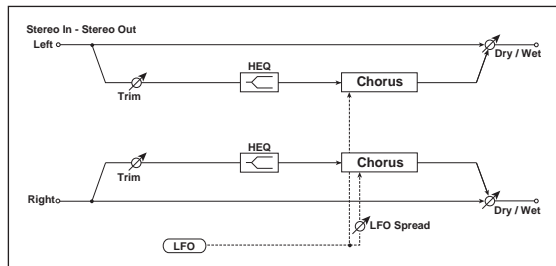 Stereo In - Stereo Out
Left
Dry / Wet
HEQ
Chorus
Trim
HEQ
Chorus
Trim
Right
Dry / Wet
LFO Spread
LFO